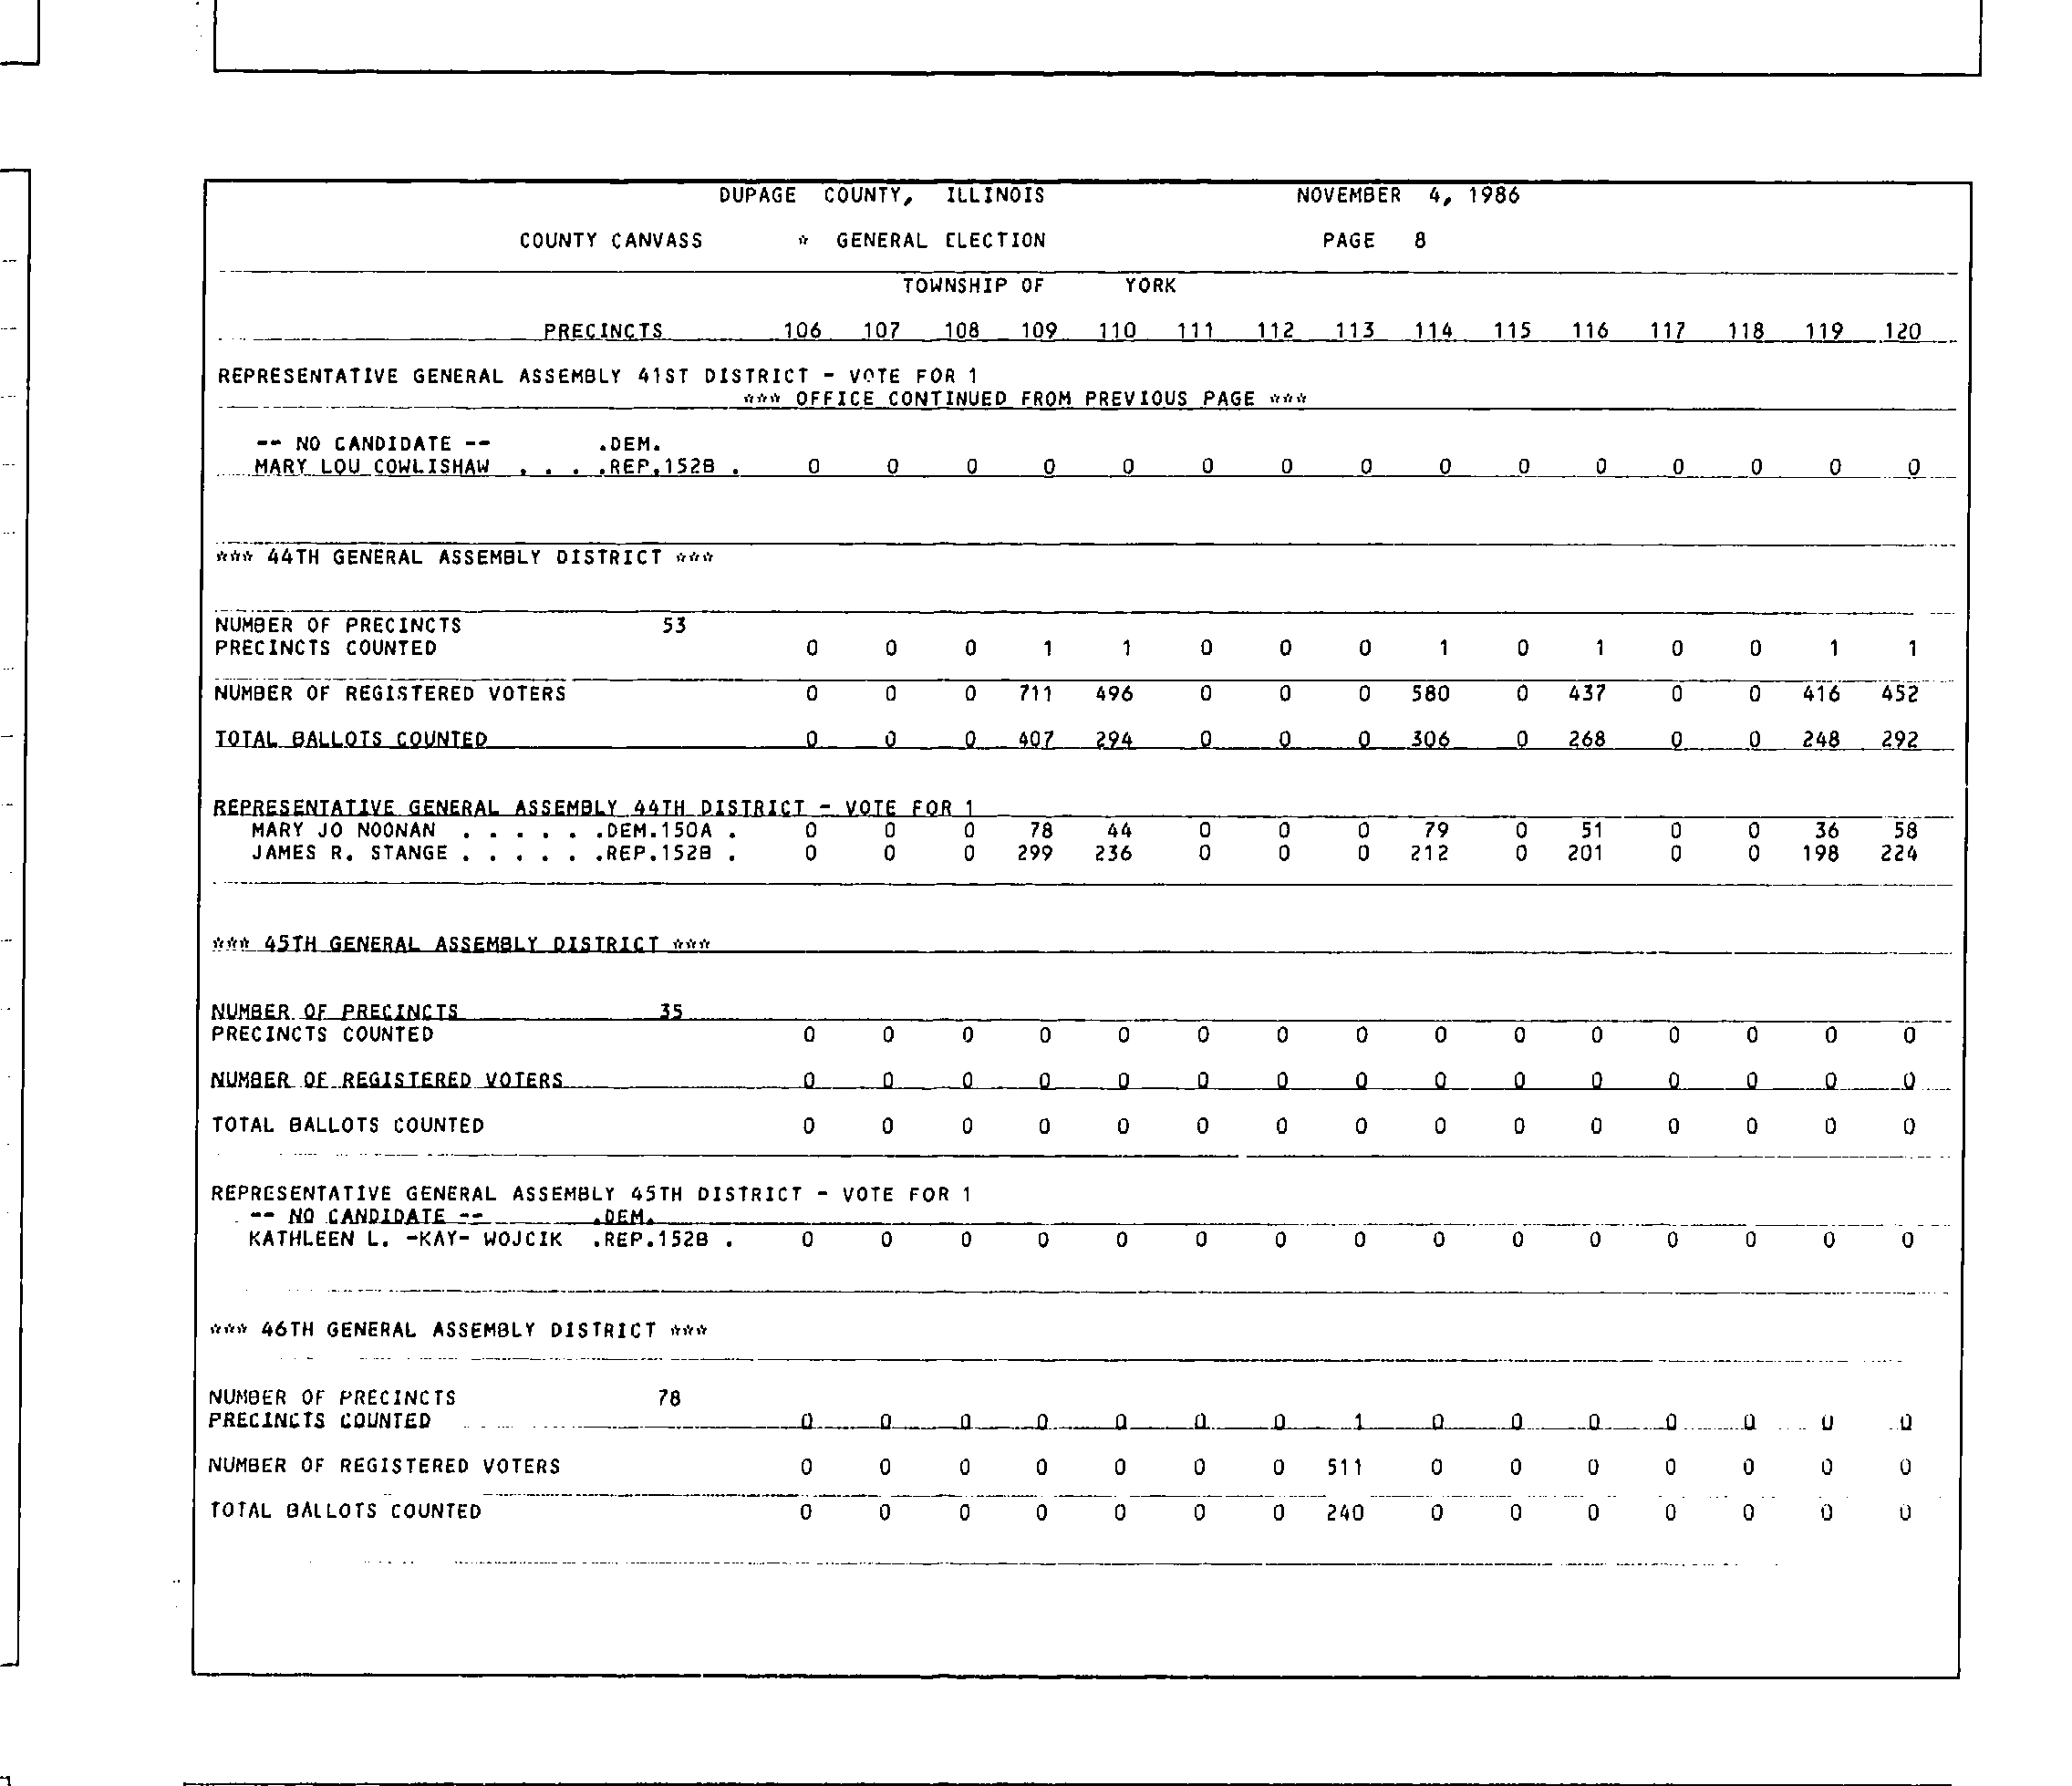 DUPAGE COUNTY, ILLINOIS NOVEMBER 4, 1986
COUNTY CANVASS * GENERAL ELECTION PAGE 8
TOWNSHIP OF YORK
PRECINCTS 106 107 108 109 110 111 112 113 114 115 116 117 118 119 120
REPRESENTATIVE GENERAL ASSEMBLY 41ST DISTRICT - VOTE FOR 1
*** OFFICE CONTINUED FROM PREVIOUS PAGE ***
-- NO CANDIDATE -- .DEM.
MARY LOU COWLISHAW . . . .REP.152B . 0 0 0 0 0 0 0 0 0 0 0 0 0 0 0
*** 44TH GENERAL ASSEMBLY DISTRICT ***
NUMBER OF PRECINCTS 53
PRECINCTS COUNTED 0 0 0 1 1 0 0 0 1 0 1 0 0 1 1
NUMBER OF REGISTERED VOTERS 0 0 0 711 496 0 0 0 580 0 437 0 0 416 452
TOTAL BALLOTS COUNTED 0 0 0 407 294 0 0 0 306 0 268 0 0 248 292
REPRESENTATIVE GENERAL ASSEMBLY 44TH DISTRICT - VOTE FOR 1
MARY JO NOONAN . . . . . .DEM.150A . 0 0 0 78 44 0 0 0 79 0 51 0 0 36 58
JAMES R. STANGE . . . . . .REP.152B . 0 0 0 299 236 0 0 0 212 0 201 0 0 198 224
*** 45TH GENERAL ASSEMBLY DISTRICT ***
NUMBER OF PRECINCTS 35
PRECINCTS COUNTED 0 0 0 0 0 0 0 0 0 0 0 0 0 0 0
NUMBER OF REGISTERED VOTERS 0 0 0 0 0 0 0 0 0 0 0 0 0 0 0
TOTAL BALLOTS COUNTED 0 0 0 0 0 0 0 0 0 0 0 0 0 0 0
REPRESENTATIVE GENERAL ASSEMBLY 45TH DISTRICT - VOTE FOR 1
-- NO CANDIDATE -- .DEM.
KATHLEEN L. -KAY- WOJCIK .REP.152B . 0 0 0 0 0 0 0 0 0 0 0 0 0 0 0
*** 46TH GENERAL ASSEMBLY DISTRICT ***
NUMBER OF PRECINCTS 78
PRECINCTS COUNTED 0 0 0 0 0 0 0 1 0 0 0 0 0 0 0
NUMBER OF REGISTERED VOTERS 0 0 0 0 0 0 0 511 0 0 0 0 0 0 0
TOTAL BALLOTS COUNTED 0 0 0 0 0 0 0 240 0 0 0 0 0 0 0